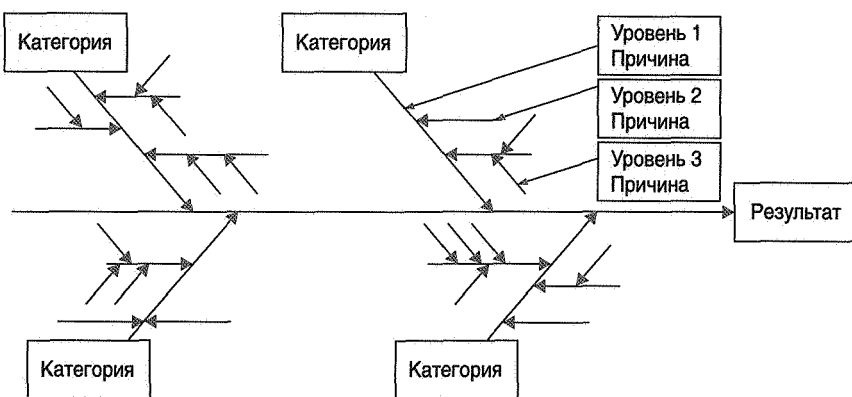 Категория
Категория
Уровень 1
Причина
Уровень 2
Причина
Уровень 3
Причина
Результат
Категория
Категория